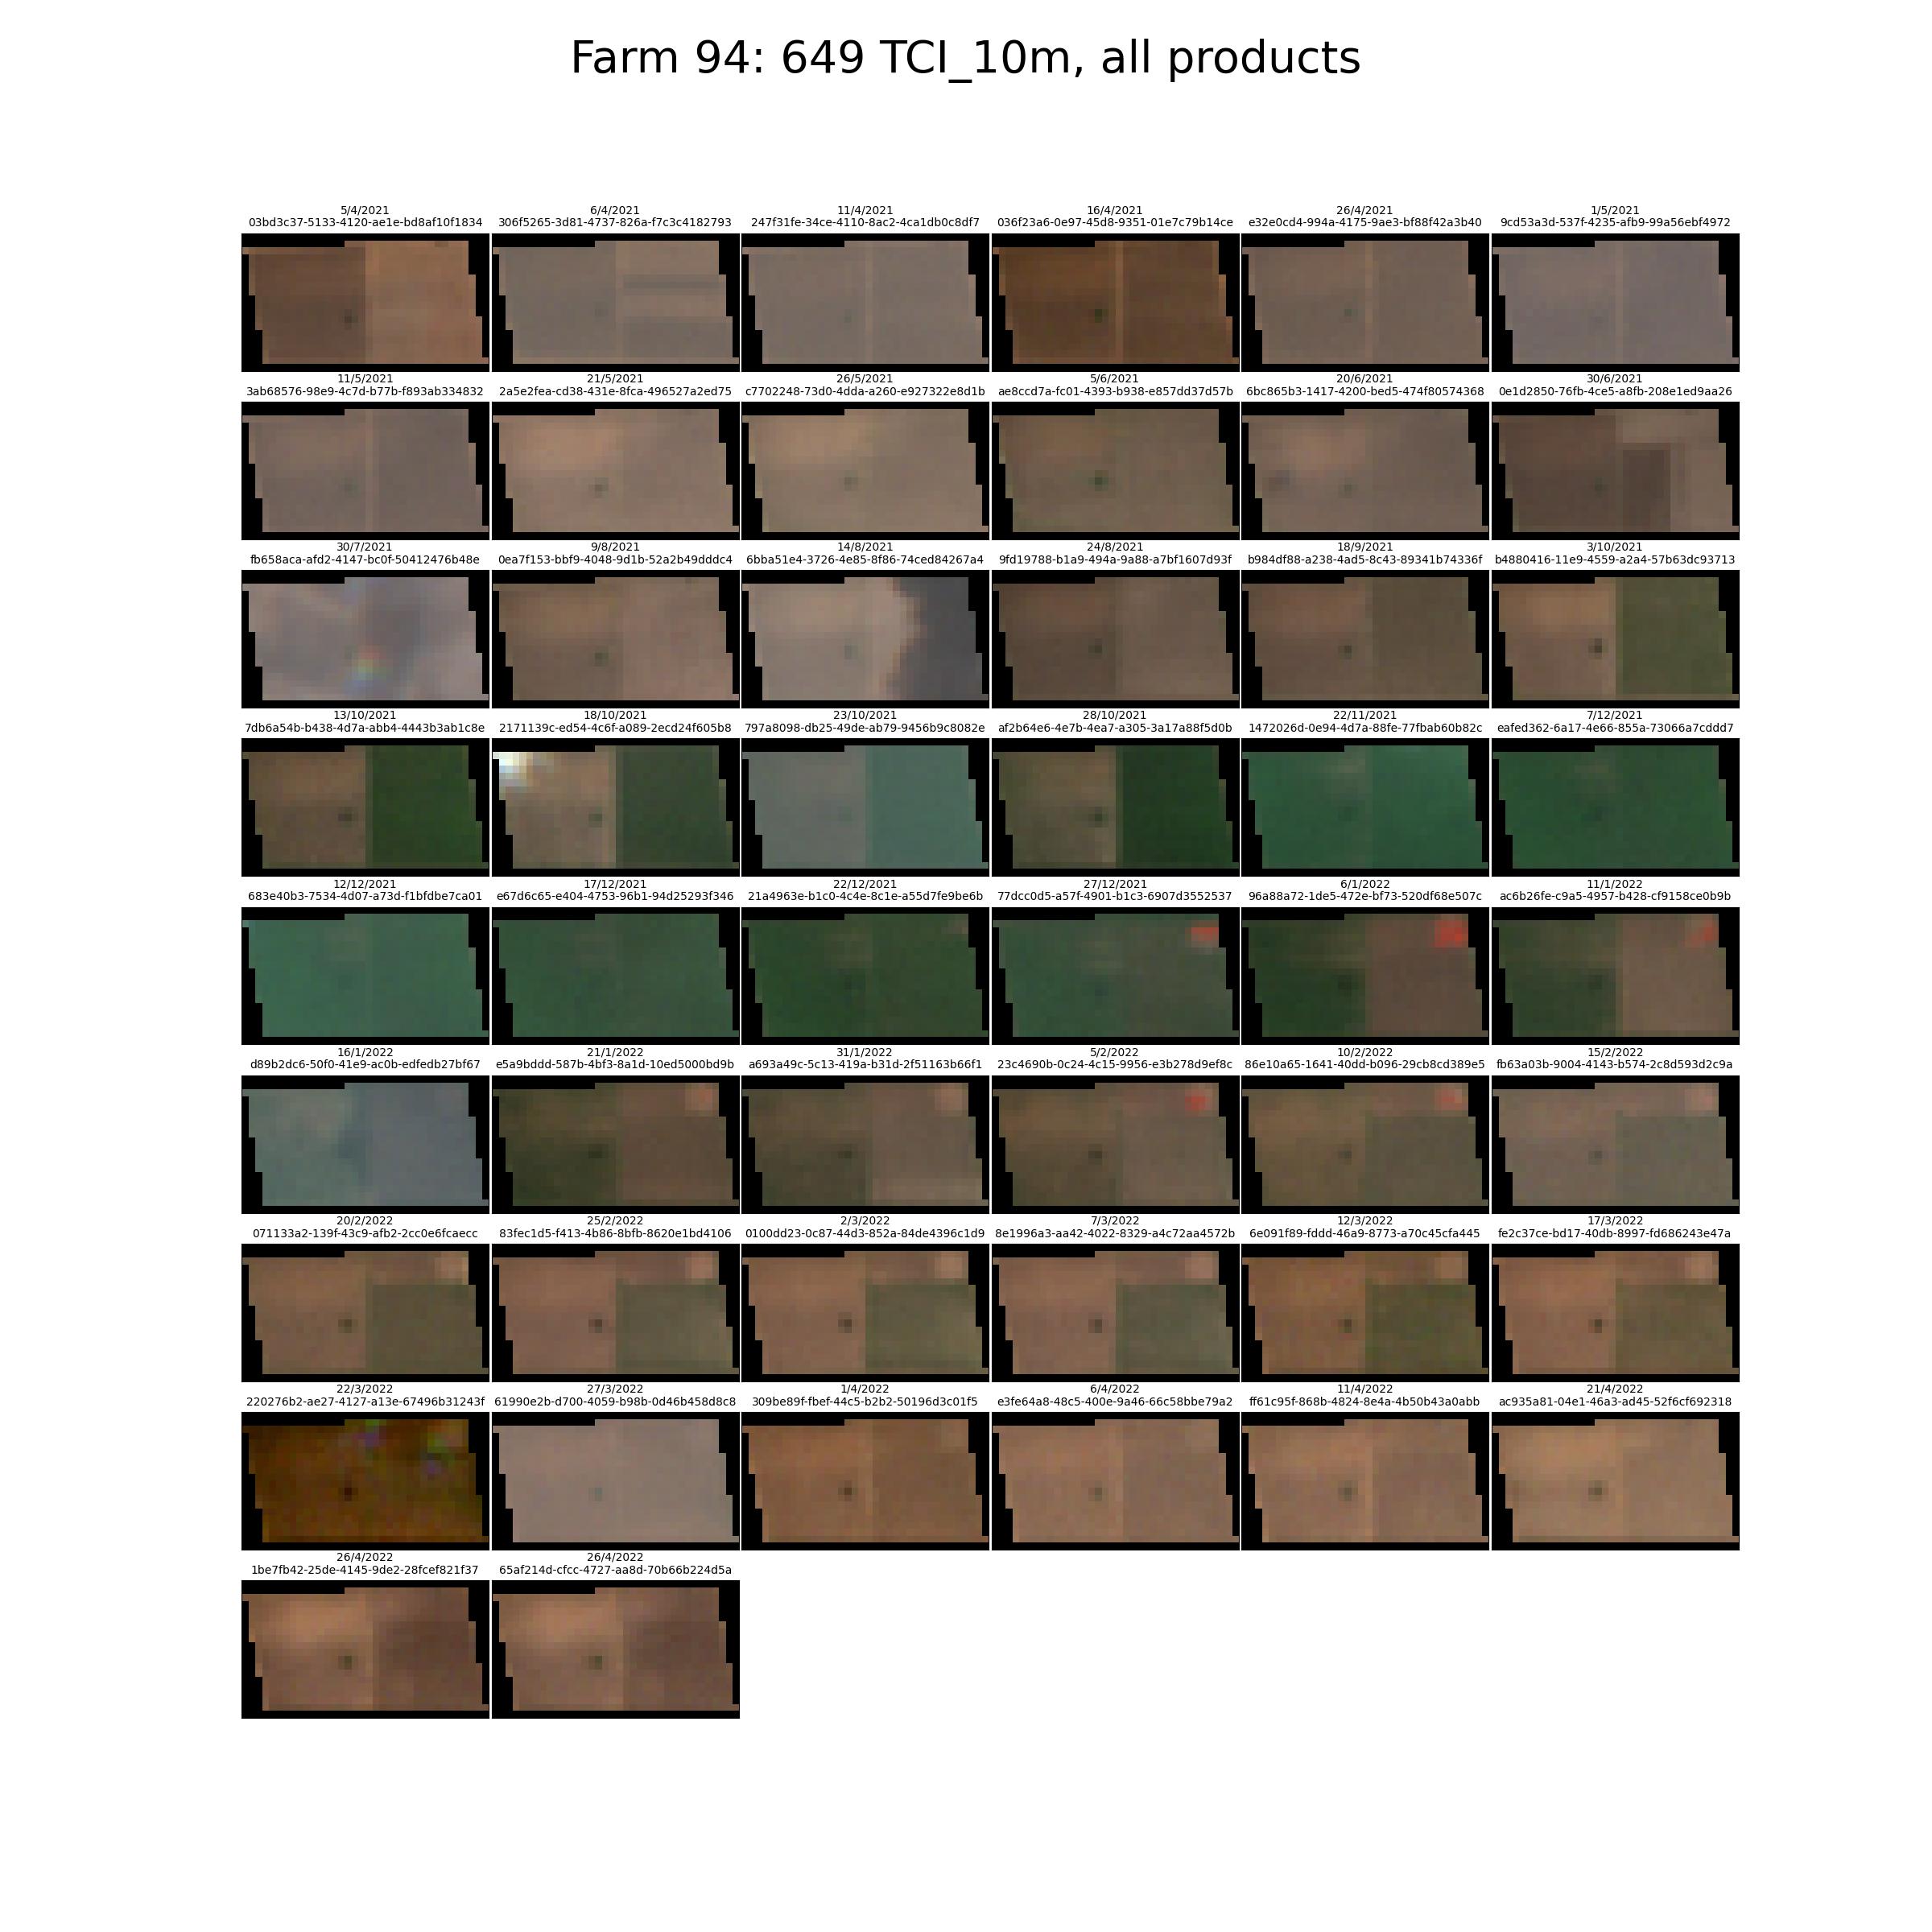 Farm 94: 649 TCI_10m, all products
5/4/2021 6/4/2021 11/4/2021 16/4/2021 26/4/2021 1/5/2021
03bd3c37-5133-4120-ae1e-bd8af10f1834 306f5265-3d81-4737-826a-f7c3c4182793 247f31fe-34ce-4110-8ac2-4ca1db0c8df7 036f23a6-0e97-45d8-9351-01e7c79b14ce e32e0cd4-994a-4175-9ae3-bf88f42a3b40 9cd53a3d-537f-4235-afb9-99a56ebf4972
11/5/2021 21/5/2021 26/5/2021 5/6/2021 20/6/2021 30/6/2021
3ab68576-98e9-4c7d-b77b-f893ab334832 2a5e2fea-cd38-431e-8fca-496527a2ed75 c7702248-73d0-4dda-a260-e927322e8d1b ae8ccd7a-fc01-4393-b938-e857dd37d57b 6bc865b3-1417-4200-bed5-474f80574368 0e1d2850-76fb-4ce5-a8fb-208e1ed9aa26
30/7/2021 9/8/2021 14/8/2021 24/8/2021 18/9/2021 3/10/2021
fb658aca-afd2-4147-bc0f-50412476b48e 0ea7f153-bbf9-4048-9d1b-52a2b49dddc4 6bba51e4-3726-4e85-8f86-74ced84267a4 9fd19788-b1a9-494a-9a88-a7bf1607d93f b984df88-a238-4ad5-8c43-89341b74336f b4880416-11e9-4559-a2a4-57b63dc93713
13/10/2021 18/10/2021 23/10/2021 28/10/2021 22/11/2021 7/12/2021
7db6a54b-b438-4d7a-abb4-4443b3ab1c8e 2171139c-ed54-4c6f-a089-2ecd24f605b8 797a8098-db25-49de-ab79-9456b9c8082e af2b64e6-4e7b-4ea7-a305-3a17a88f5d0b 1472026d-0e94-4d7a-88fe-77fbab60b82c eafed362-6a17-4e66-855a-73066a7cddd7
12/12/2021 17/12/2021 22/12/2021 27/12/2021 6/1/2022 11/1/2022
683e40b3-7534-4d07-a73d-f1bfdbe7ca01 e67d6c65-e404-4753-96b1-94d25293f346 21a4963e-b1c0-4c4e-8c1e-a55d7fe9be6b 77dcc0d5-a57f-4901-b1c3-6907d3552537 96a88a72-1de5-472e-bf73-520df68e507c ac6b26fe-c9a5-4957-b428-cf9158ce0b9b
16/1/2022 21/1/2022 31/1/2022 5/2/2022 10/2/2022 15/2/2022
d89b2dc6-50f0-41e9-ac0b-edfedb27bf67 e5a9bddd-587b-4bf3-8a1d-10ed5000bd9b a693a49c-5c13-419a-b31d-2f51163b66f1 23c4690b-0c24-4c15-9956-e3b278d9ef8c 86e10a65-1641-40dd-b096-29cb8cd389e5 fb63a03b-9004-4143-b574-2c8d593d2c9a
20/2/2022 25/2/2022 2/3/2022 7/3/2022 12/3/2022 17/3/2022
071133a2-139f-43c9-afb2-2cc0e6fcaecc 83fec1d5-f413-4b86-8bfb-8620e1bd4106 0100dd23-0c87-44d3-852a-84de4396c1d9 8e1996a3-aa42-4022-8329-a4c72aa4572b 6e091f89-fddd-46a9-8773-a70c45cfa445 fe2c37ce-bd17-40db-8997-fd686243e47a
22/3/2022 27/3/2022 1/4/2022 6/4/2022 11/4/2022 21/4/2022
220276b2-ae27-4127-a13e-67496b31243f 61990e2b-d700-4059-b98b-0d46b458d8c8 309be89f-fbef-44c5-b2b2-50196d3c01f5 e3fe64a8-48c5-400e-9a46-66c58bbe79a2 ff61c95f-868b-4824-8e4a-4b50b43a0abb ac935a81-04e1-46a3-ad45-52f6cf692318
26/4/2022 26/4/2022
1be7fb42-25de-4145-9de2-28fcef821f37 65af214d-cfcc-4727-aa8d-70b66b224d5a